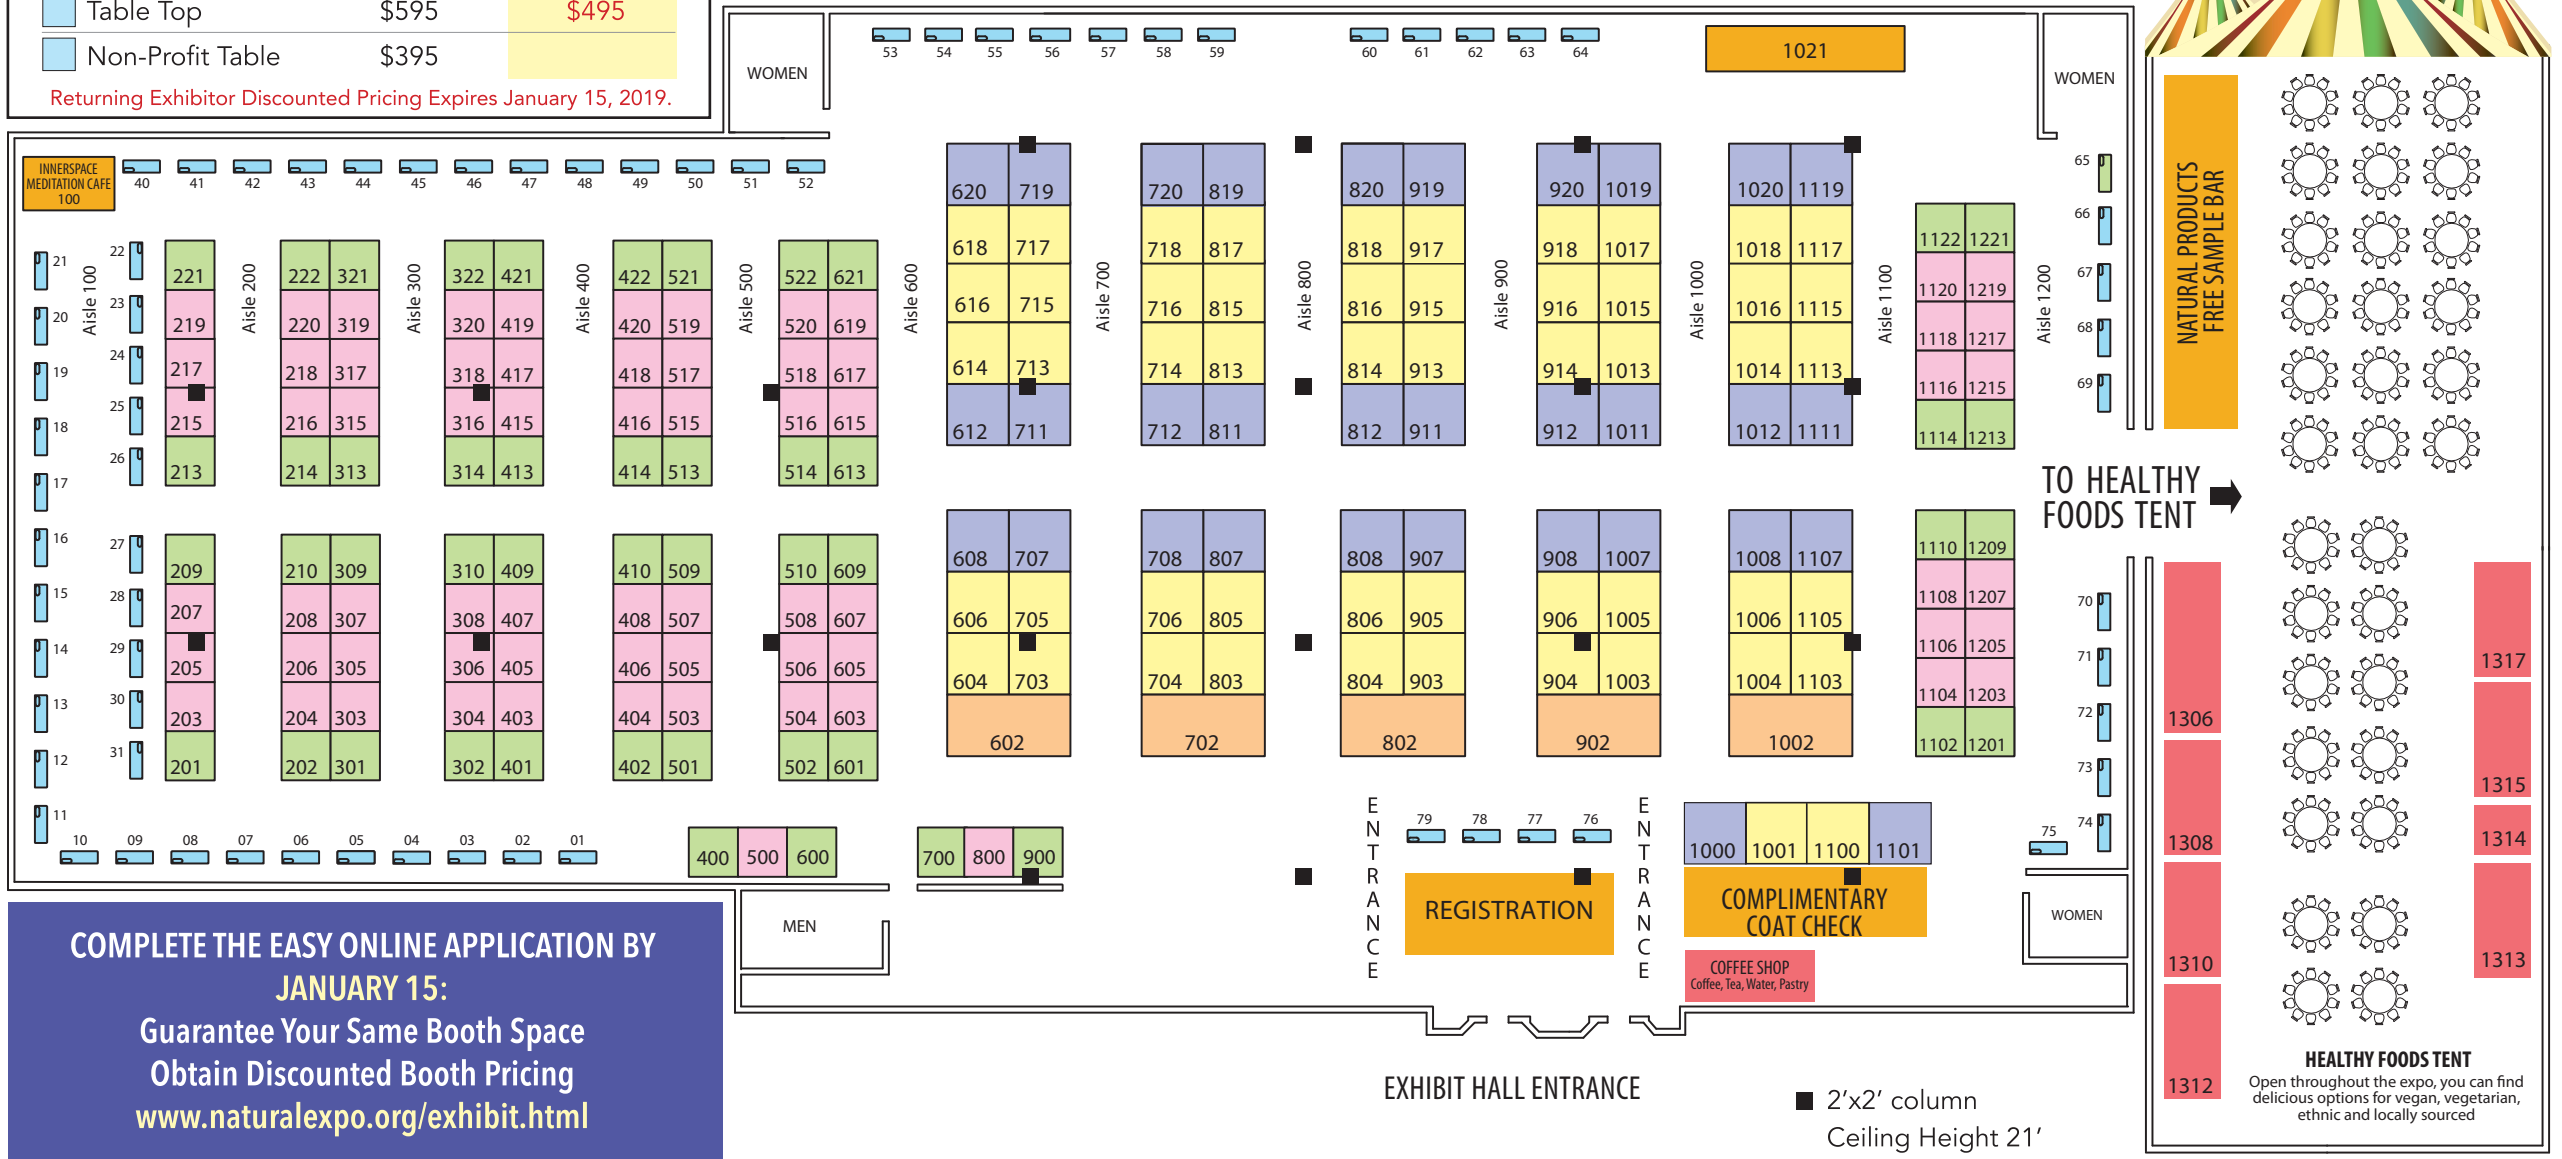 Table Top $595 $495
Non-Profit Table $395
Returning Exhibitor Discounted Pricing Expires January 15, 2019.
WOMEN
53 54 55 56 57 58 59 60 61 62 63 64
1021
WOMEN
INNERSPACE
MEDITATION CAFE
100
40 41 42 43 44 45 46 47 48 49 50 51 52
65
66
67
68
69
NATURAL PRODUCTS
FREE SAMPLE BAR
21
20
19
18
17
16
15
14
13
12
11
22
23
24
25
26
27
28
29
30
31
Aisle 100
Aisle 200
Aisle 300
Aisle 400
Aisle 500
Aisle 600
Aisle 700
Aisle 800
Aisle 900
Aisle 1000
Aisle 1100
Aisle 1200
620 719 720 819 820 919 920 1019 1020 1119
618 717 718 817 818 917 918 1017 1018 1117
616 715 716 815 816 915 916 1015 1016 1115
614 713 714 813 814 913 914 1013 1014 1113
612 711 712 811 812 911 912 1011 1012 1111
221 222 321 322 421 422 521 522 621
219 220 319 320 419 420 519 520 619
217 218 317 318 417 418 517 518 617
215 216 315 316 415 416 515 516 615
213 214 313 314 413 414 513 514 613
1122 1221
1120 1219
1118 1217
1116 1215
1114 1213
TO HEALTHY
FOODS TENT
209 210 309 310 409 410 509 510 609
207 208 307 308 407 408 507 508 607
205 206 305 306 405 406 505 506 605
203 204 303 304 403 404 503 504 603
201 202 301 302 401 402 501 502 601
608 707 708 807 808 907 908 1007 1008 1107
606 705 706 805 806 905 906 1005 1006 1105
604 703 704 803 804 903 904 1003 1004 1103
602 702 802 902 1002
1110 1209
1108 1207
1106 1205
1104 1203
1102 1201
70
71
72
73
74
75
1306
1308
1310
1312
1317
1315
1314
1313
10 09 08 07 06 05 04 03 02 01
400 500 600 700 800 900
ENTRANCE
79 78 77 76
ENTRANCE
1000 1001 1100 1101
REGISTRATION
COMPLIMENTARY
COAT CHECK
COFFEE SHOP
Coffee, Tea, Water, Pastry
MEN
WOMEN
COMPLETE THE EASY ONLINE APPLICATION BY
JANUARY 15:
Guarantee Your Same Booth Space
Obtain Discounted Booth Pricing
www.naturalexpo.org/exhibit.html
EXHIBIT HALL ENTRANCE
2'x2' column
Ceiling Height 21'
HEALTHY FOODS TENT
Open throughout the expo, you can find
delicious options for vegan, vegetarian,
ethnic and locally sourced